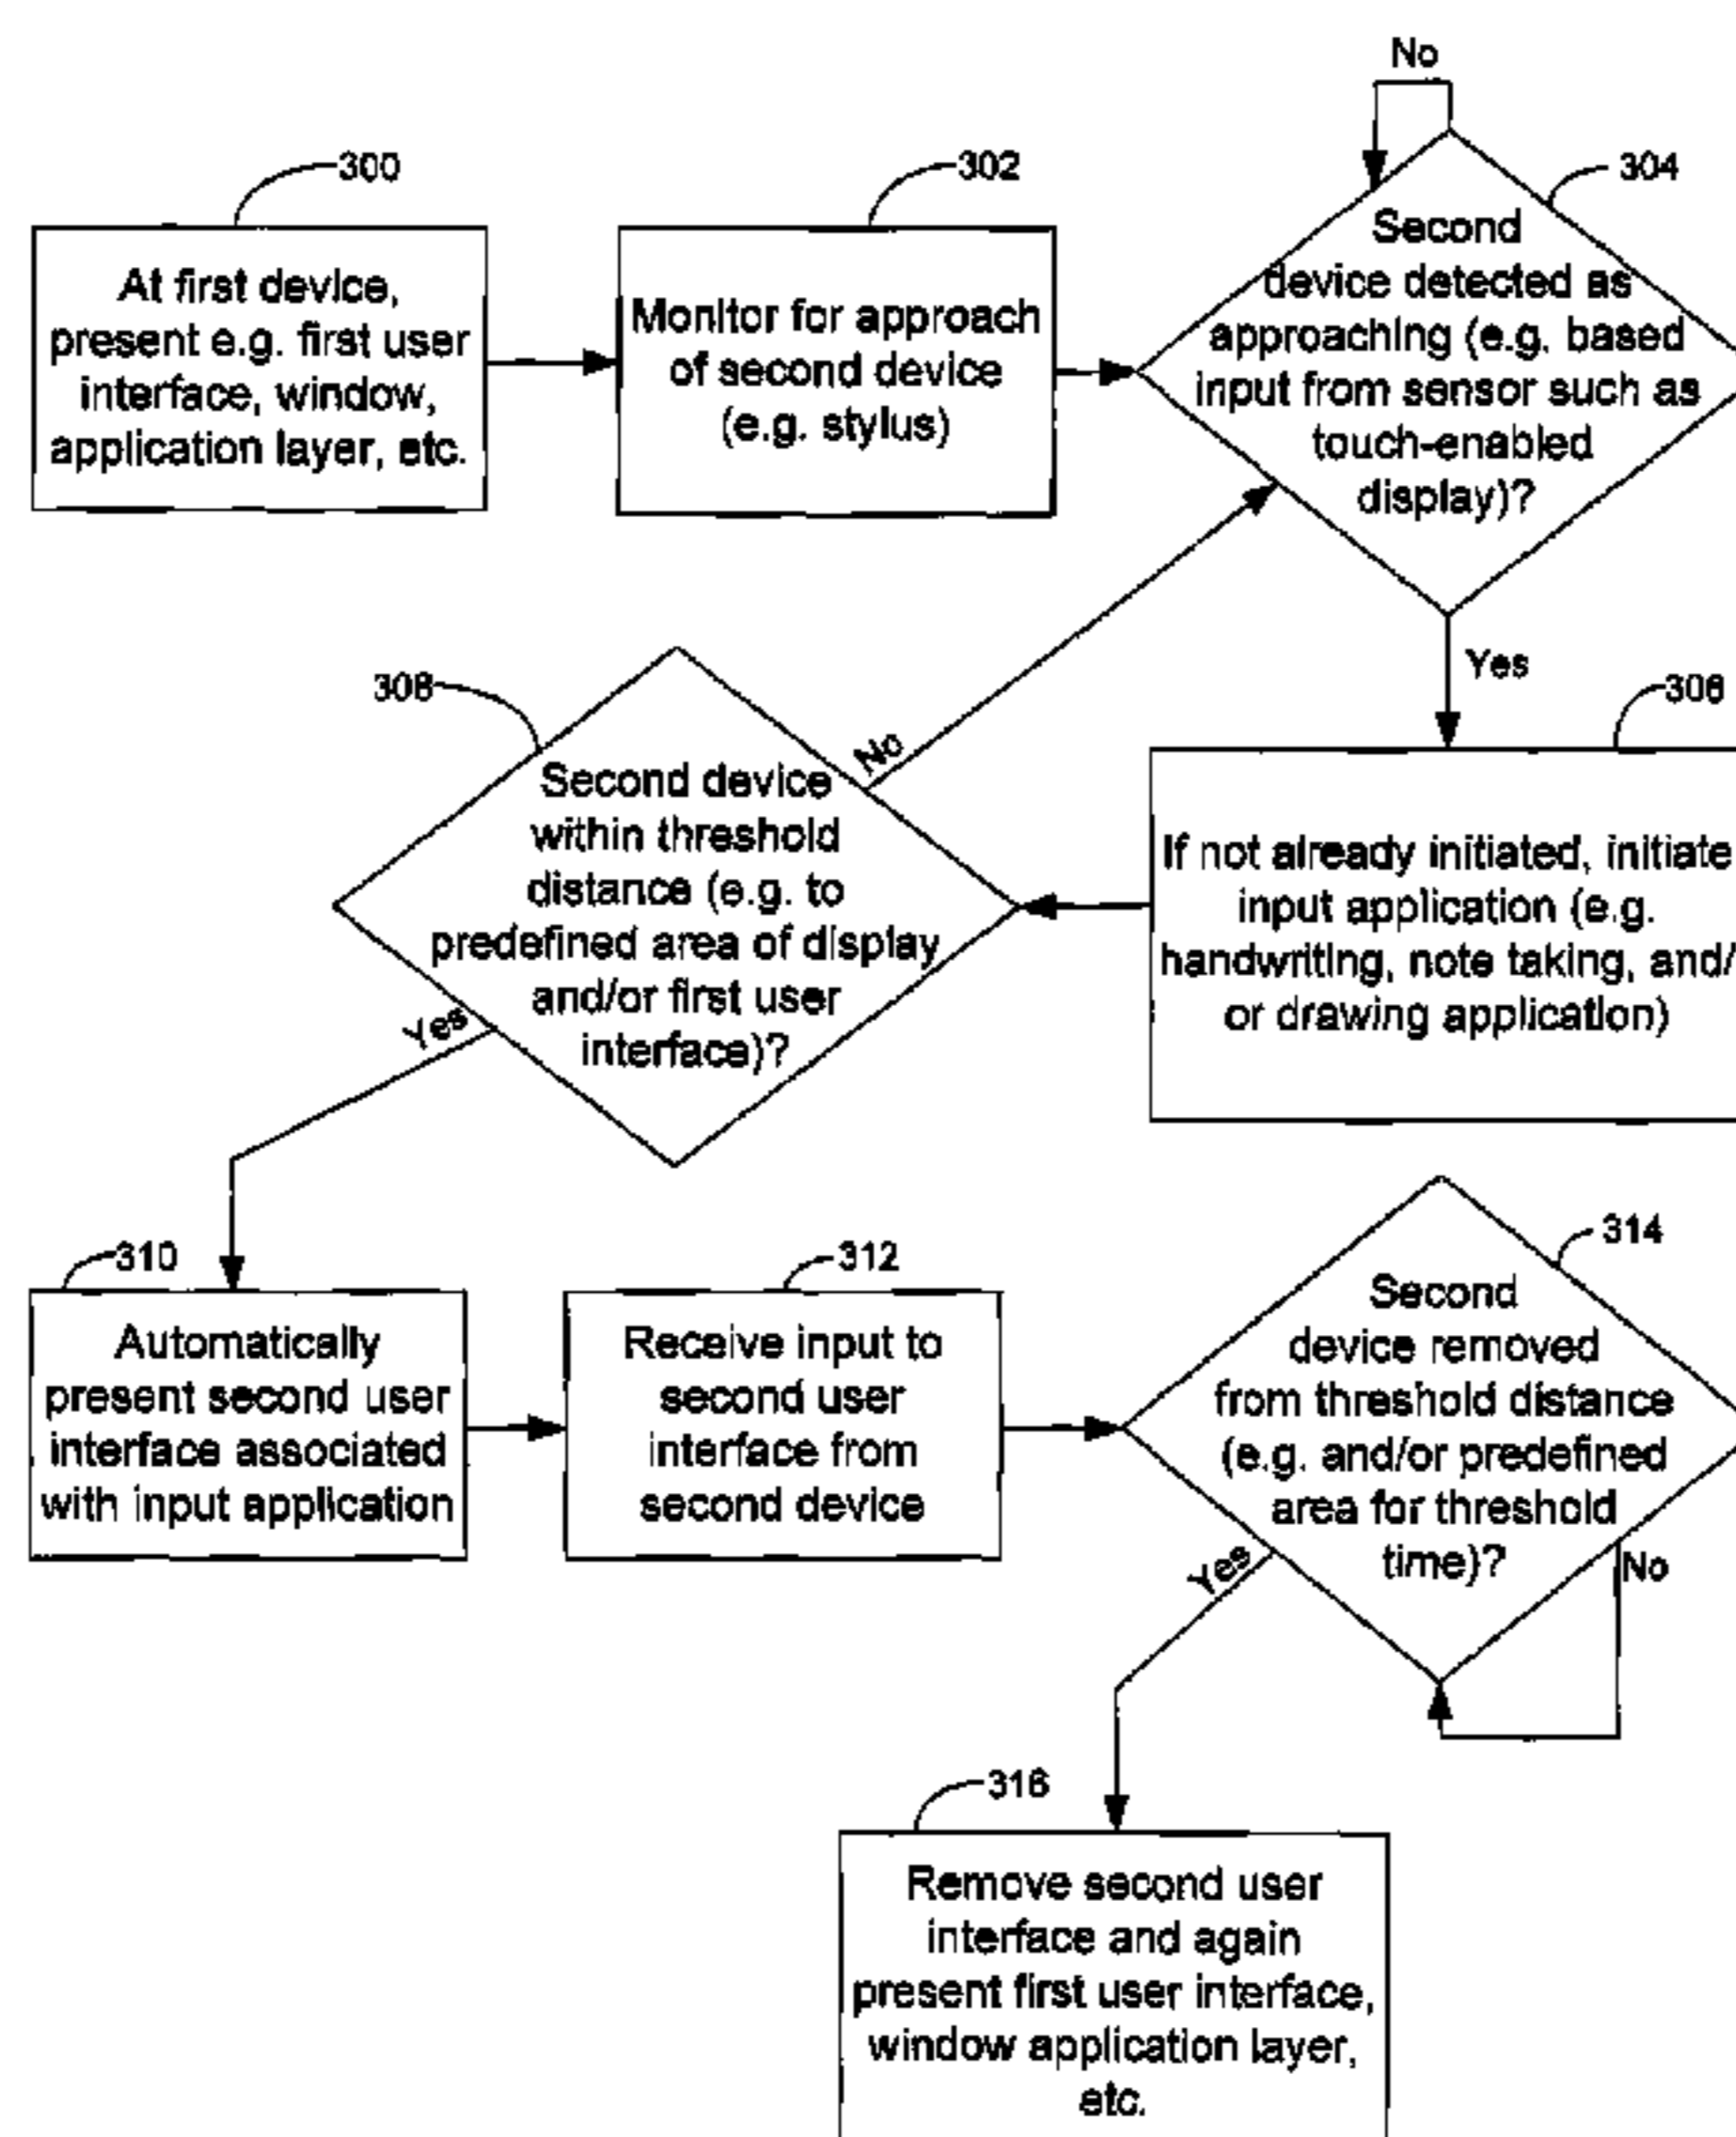 No
300
302
304
At first device,
present e.g. first user
interface, window,
application layer, etc.
Monitor for approach
of second device
(e.g. stylus)
Second
device detected as
approaching (e.g. based
input from sensor such as
touch-enabled
display)?
Yes
308
306
No
Second device
within threshold
distance (e.g. to
predefined area of display
and/or first user
interface)?
Yes
If not already initiated, initiate
input application (e.g.
handwriting, note taking, and/
or drawing application)
310
312
314
Automatically
present second user
interface associated
with input application
Receive input to
second user
interface from
second device
Second
device removed
from threshold distance
(e.g. and/or predefined
area for threshold
time)?
Yes
No
316
Remove second user
interface and again
present first user interface,
window application layer,
etc.